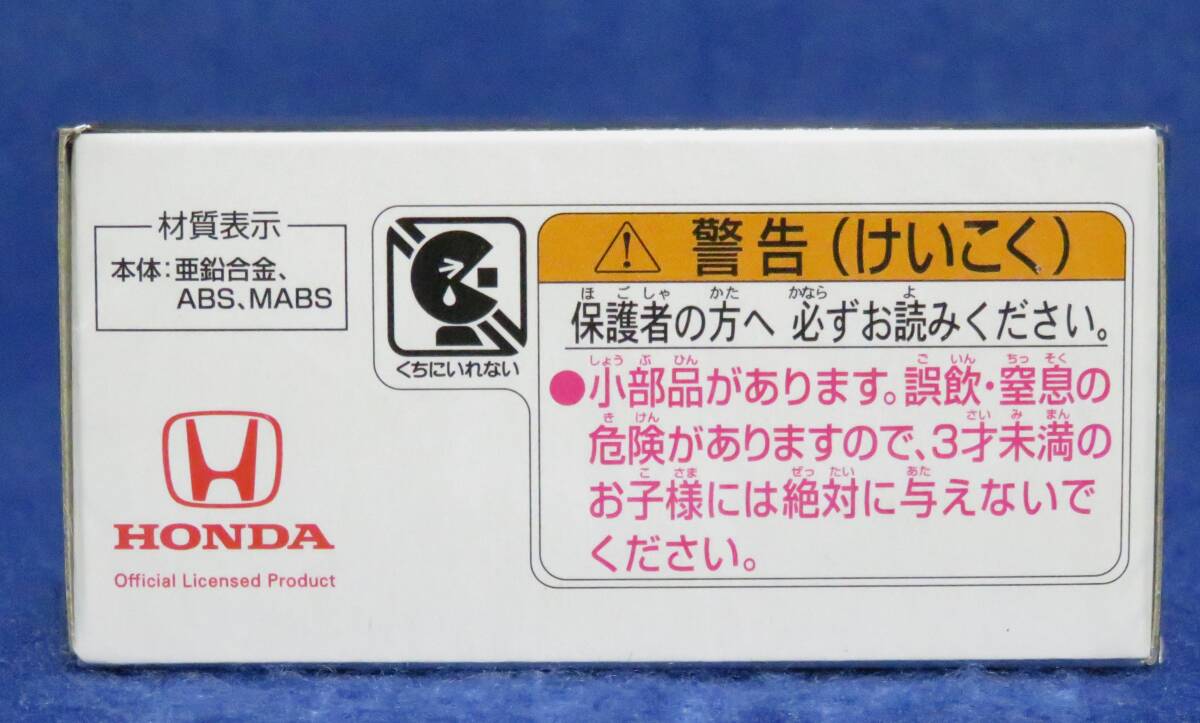 材質表示
本体:亜鉛合金、
ABS、MABS
HONDA
Official Licensed Product
くちにいれない
警告(けいこく)
ほごしゃ かた かなら よ
保護者の方へ 必ずお読みください。
しょうぶひん ごいん ちっそく
●小部品があります。誤飲・窒息の
きけん さいみまん
危険がありますので、3才未満の
こさま ぜったい あた
お子様には絶対に与えないで
ください。